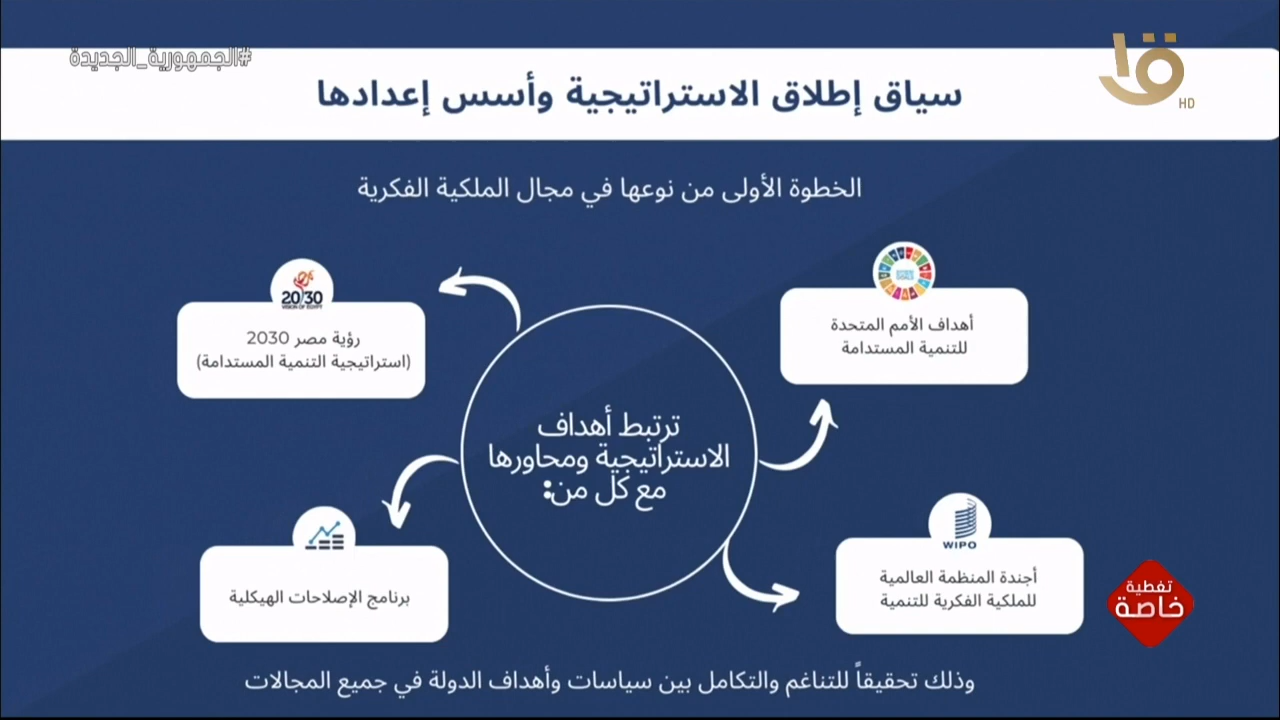 #الجمهورية_الجديدة
HD
سياق إطلاق الاستراتيجية وأسس إعدادها
الخطوة الأولى من نوعها في مجال الملكية الفكرية
أهداف الأمم المتحدة
للتنمية المستدامة
20/30
VISION OF EGYPT
رؤية مصر 2030
(استراتيجية التنمية المستدامة)
ترتبط أهداف
الاستراتيجية ومحاورها
مع كل من:
WIPO
أجندة المنظمة العالمية
للملكية الفكرية للتنمية
برنامج الإصلاحات الهيكلية
تغطية
خاصة
وذلك تحقيقاً للتناغم والتكامل بين سياسات وأهداف الدولة في جميع المجالات